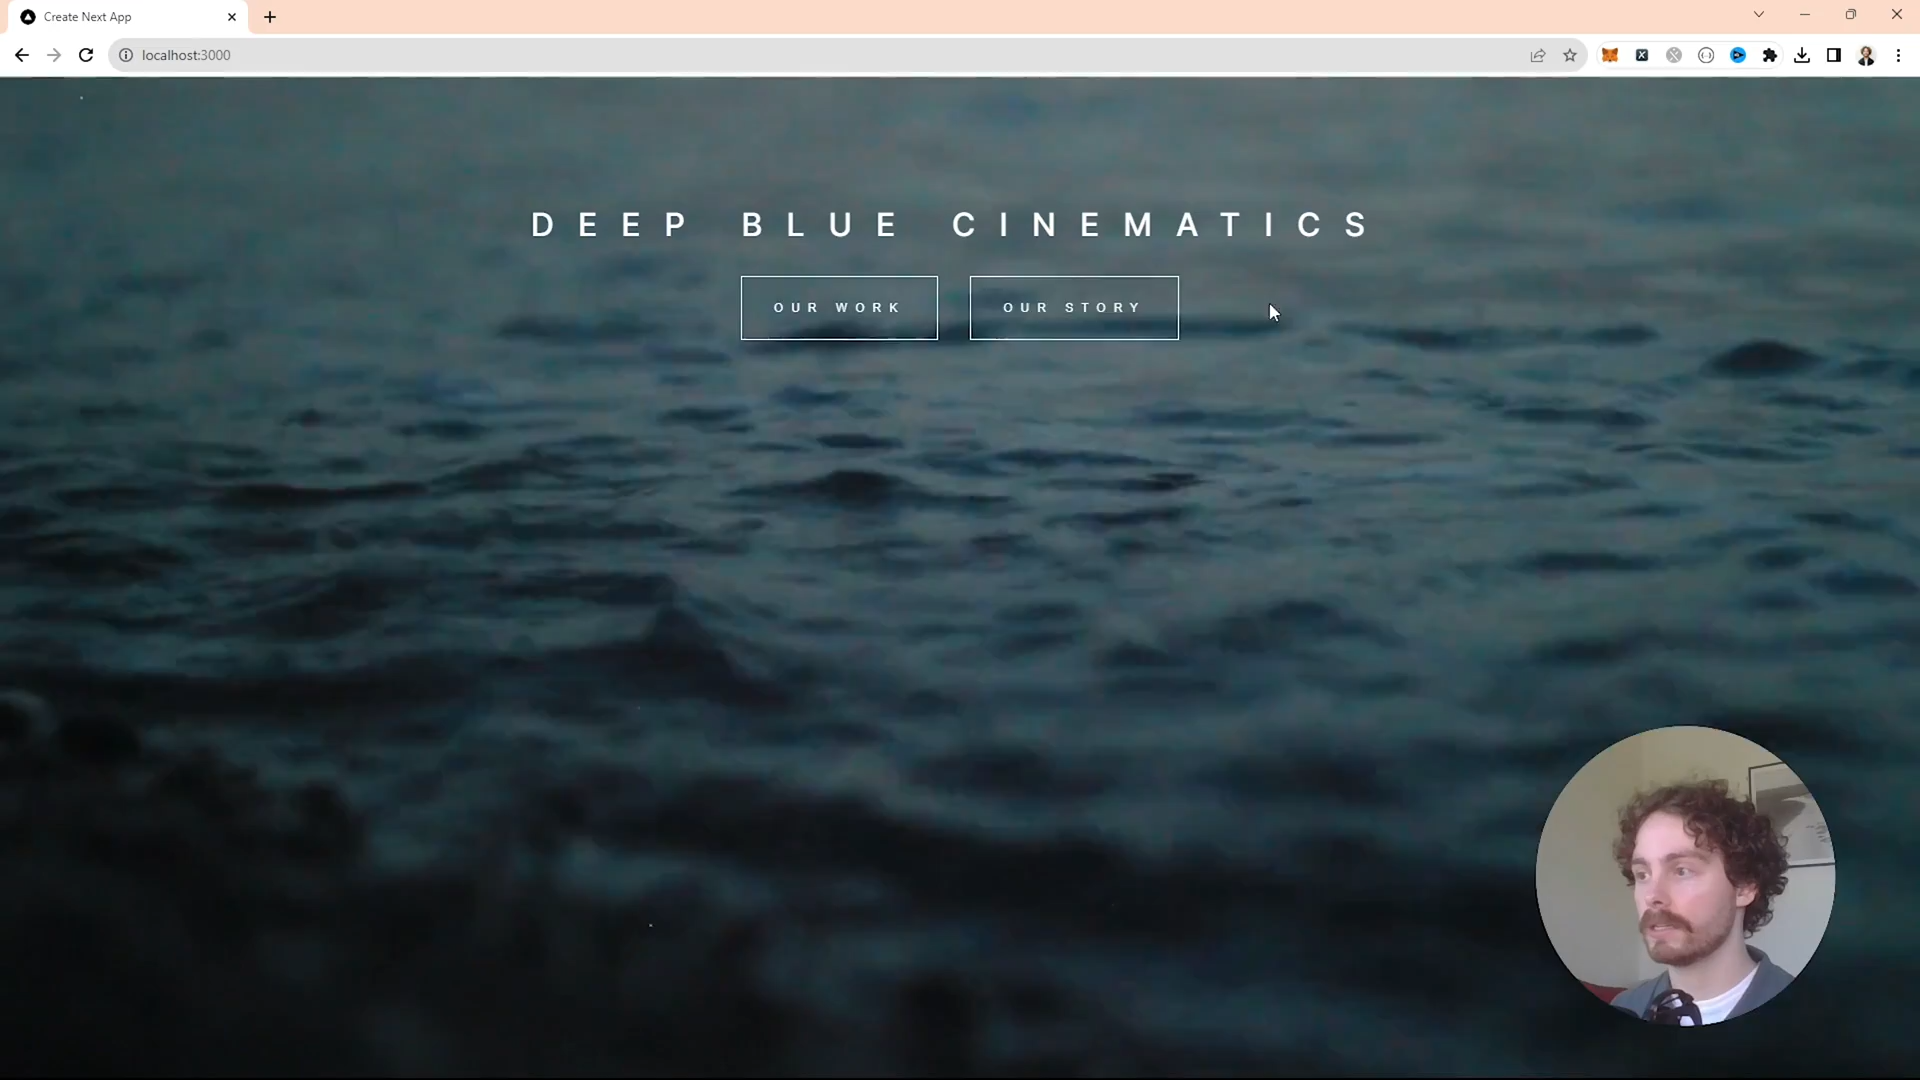 Create Next App
localhost:3000
DEEP BLUE CINEMATICS
OUR WORK
OUR STORY